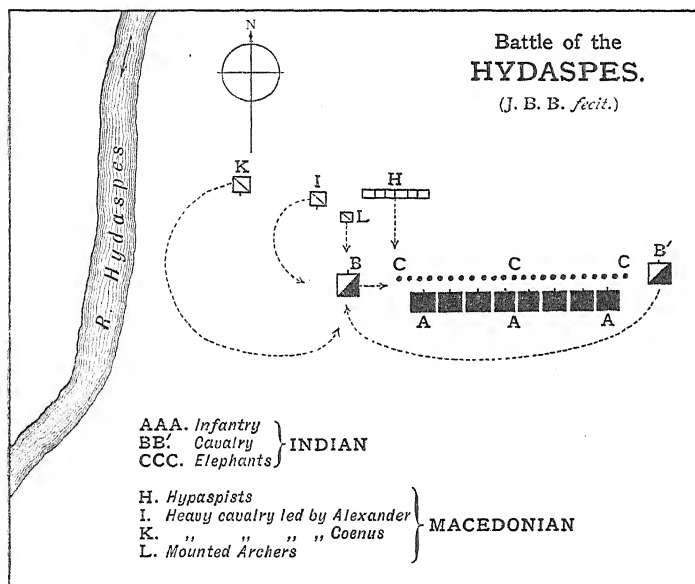 Battle of the
HYDASPES.
(J. B. B. fecit.)
N
R. Hydaspes
K
I
H
L
B
C C C
B'
A A A
AAA. Infantry
BB'. Cavalry
CCC. Elephants
INDIAN
H. Hypaspists
I. Heavy cavalry led by Alexander
K. „ „ „ „ Coenus
L. Mounted Archers
MACEDONIAN